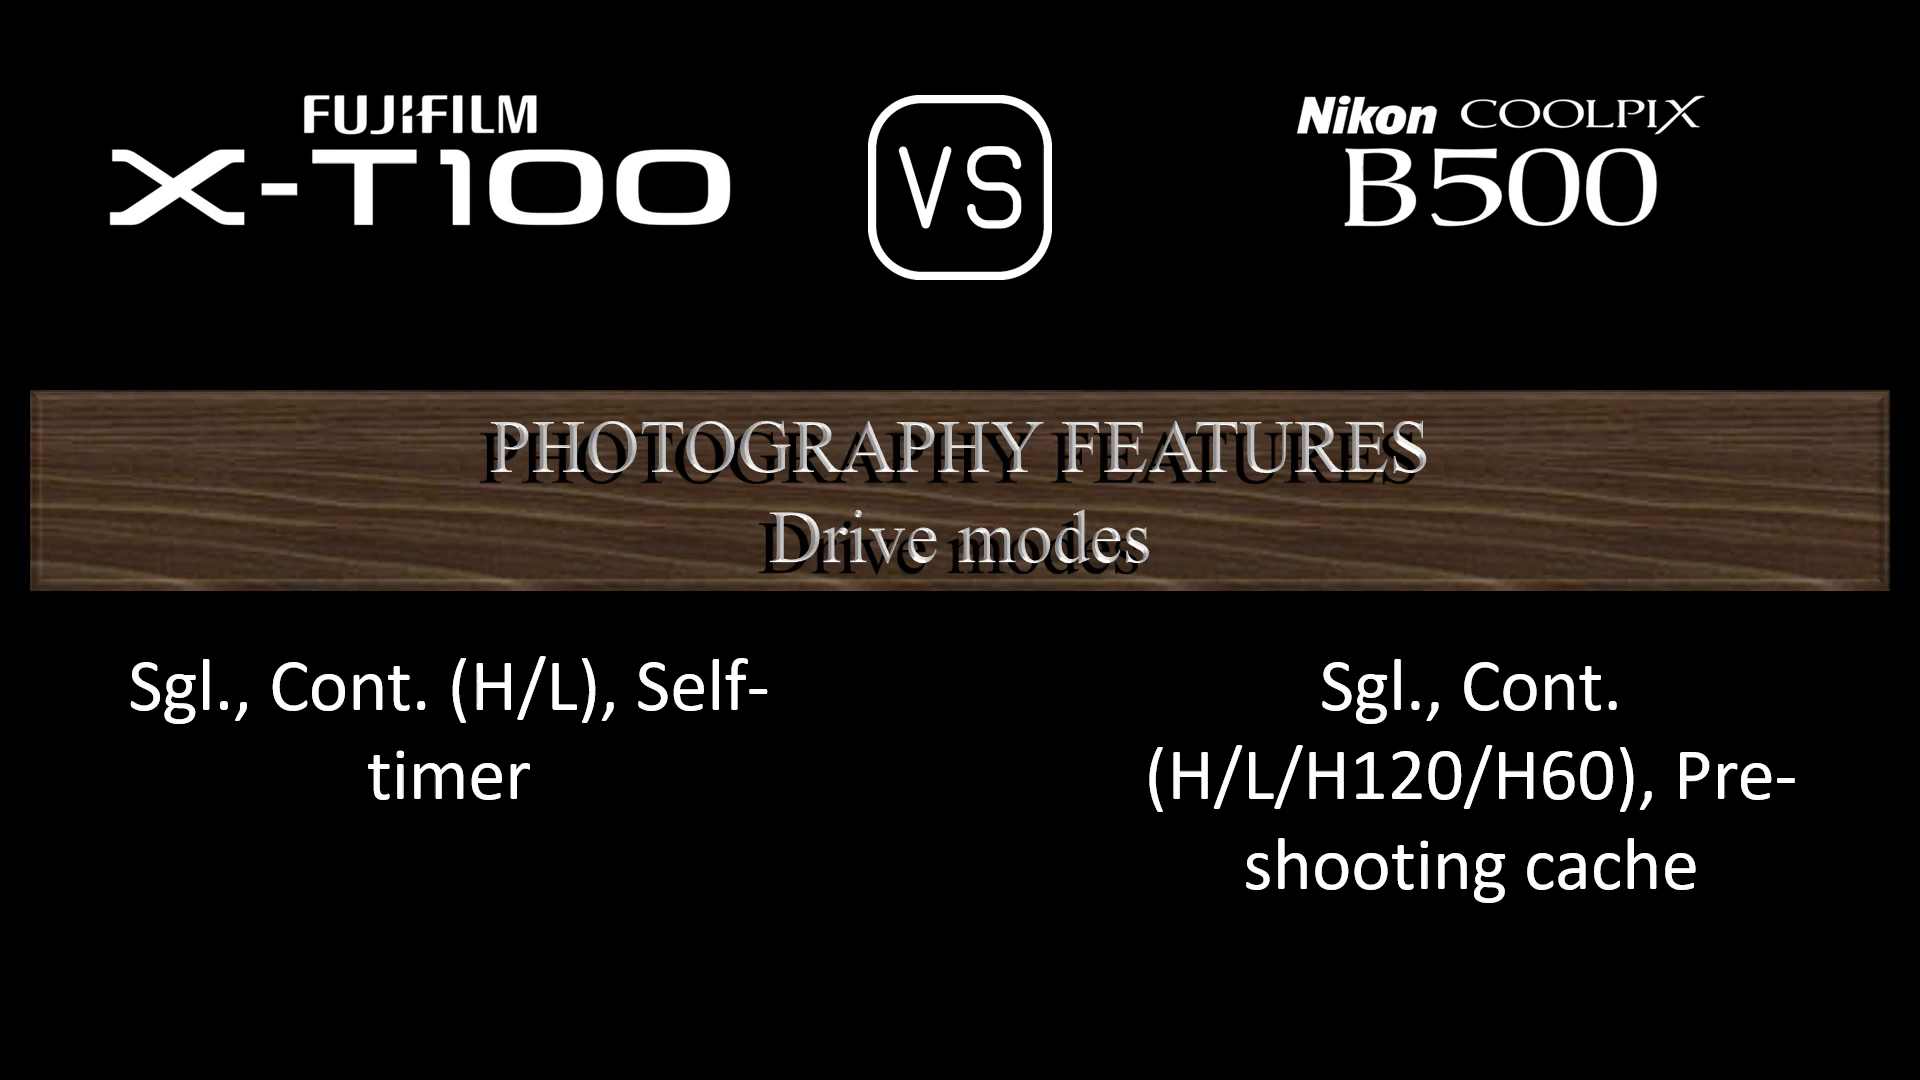 FUJIFILM
X-T100
VS
Nikon COOLPIX
B500
PHOTOGRAPHY FEATURES
Drive modes
Sgl., Cont. (H/L), Self-
timer
Sgl., Cont.
(H/L/H120/H60), Pre-
shooting cache